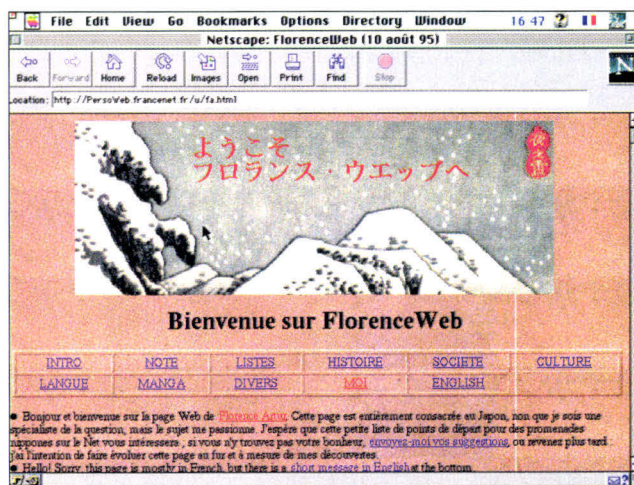 File Edit View Go Bookmarks Options Directory Window 16 47
Netscape: FlorenceWeb (10 août 95)
Back Forward Home Reload Images Open Print Find Stop
N
Location: http://PersoWeb.francenet.fr/u/fa.html
ようこそ
フロランス・ウエッブへ
Bienvenue sur FlorenceWeb
INTRO NOTE LISTES HISTOIRE SOCIETE CULTURE
LANGUE MANGA DIVERS MOI ENGLISH
● Bonjour et bienvenue sur la page Web de Florence Artur. Cette page est entièrement consacrée au Japon, non que je sois une
spécialiste de la question, mais le sujet me passionne. J'espère que cette petite liste de points de départ pour des promenades
nippones sur le Net vous intéressera ; si vous n'y trouvez pas votre bonheur, envoyez-moi vos suggestions, ou revenez plus tard
j'ai l'intention de faire évoluer cette page au fur et à mesure de mes découvertes.
● Hello! Sorry, this page is mostly in French, but there is a short message in English at the bottom